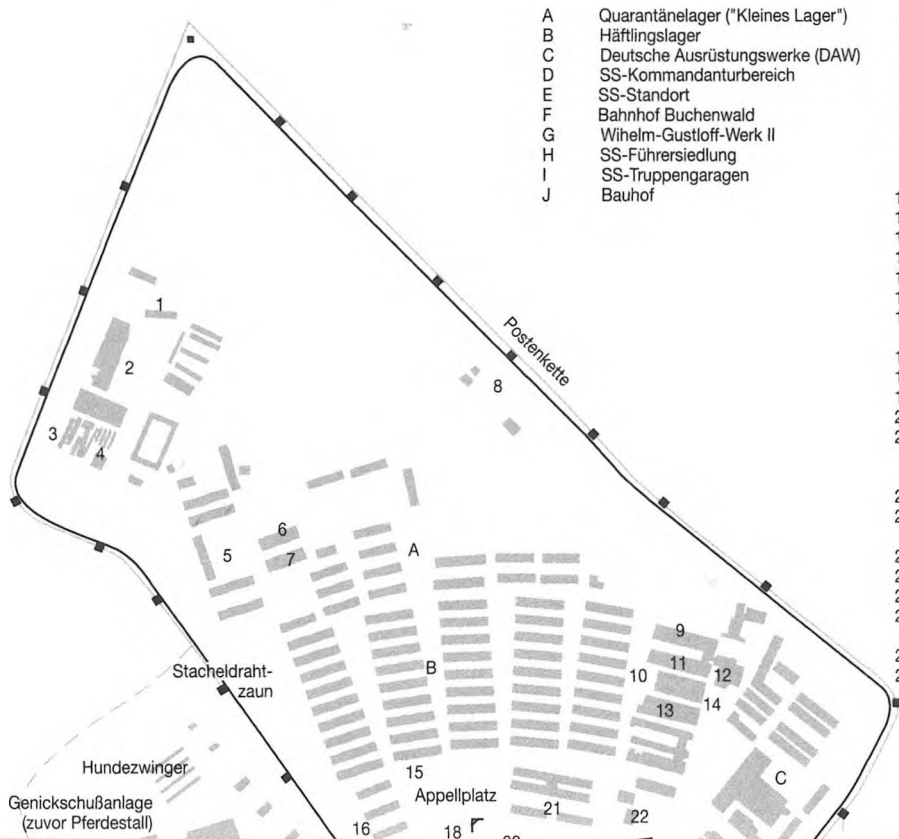 A Quarantänelager ("Kleines Lager")
B Häftlingslager
C Deutsche Ausrüstungswerke (DAW)
D SS-Kommandanturbereich
E SS-Standort
F Bahnhof Buchenwald
G Wihelm-Gustloff-Werk II
H SS-Führersiedlung
I SS-Truppengaragen
J Bauhof
1
2
3
4
Postenkette
8
5
6
7
A
9
10
11
12
13
14
B
Stacheldraht-
zaun
Hundezwinger
Genickschußanlage
(zuvor Pferdestall)
15
Appellplatz
C
21
22
16
18